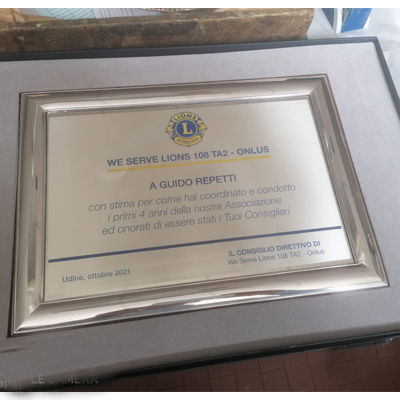 LIONS
L
WE SERVE LIONS 108 TA2 - ONLUS
A GUIDO REPETTI
con stima per come hai coordinato e condotto
i primi 4 anni della nostra Associazione
ed onorati di essere stati i Tuoi Consiglieri
IL CONSIGLIO DIRETTIVO DI
We Serve Lions 108 TA2 - Onlus
Udine, ottobre 2021
CAMERA